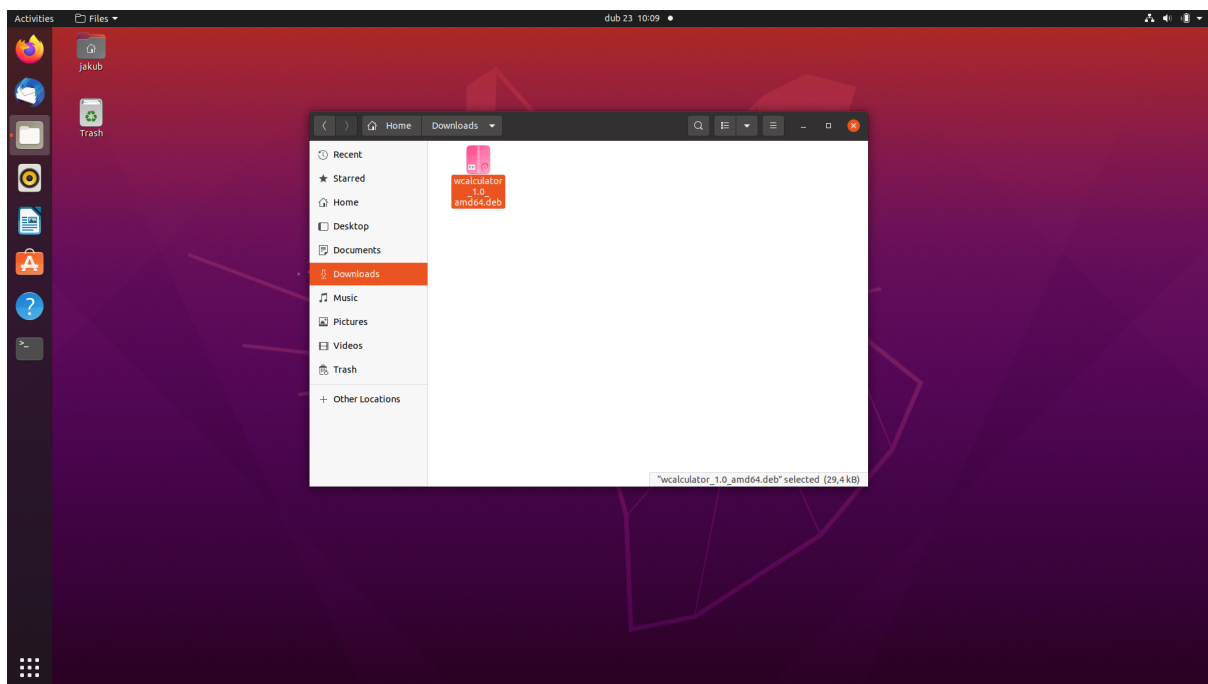 Activities
Files
dub 23 10:09
jakub
Trash
Home
Downloads
Recent
Starred
Home
Desktop
Documents
Downloads
Music
Pictures
Videos
Trash
+ Other Locations
wcalculator
_1.0_
amd64.deb
"wcalculator_1.0_amd64.deb" selected (29,4 kB)